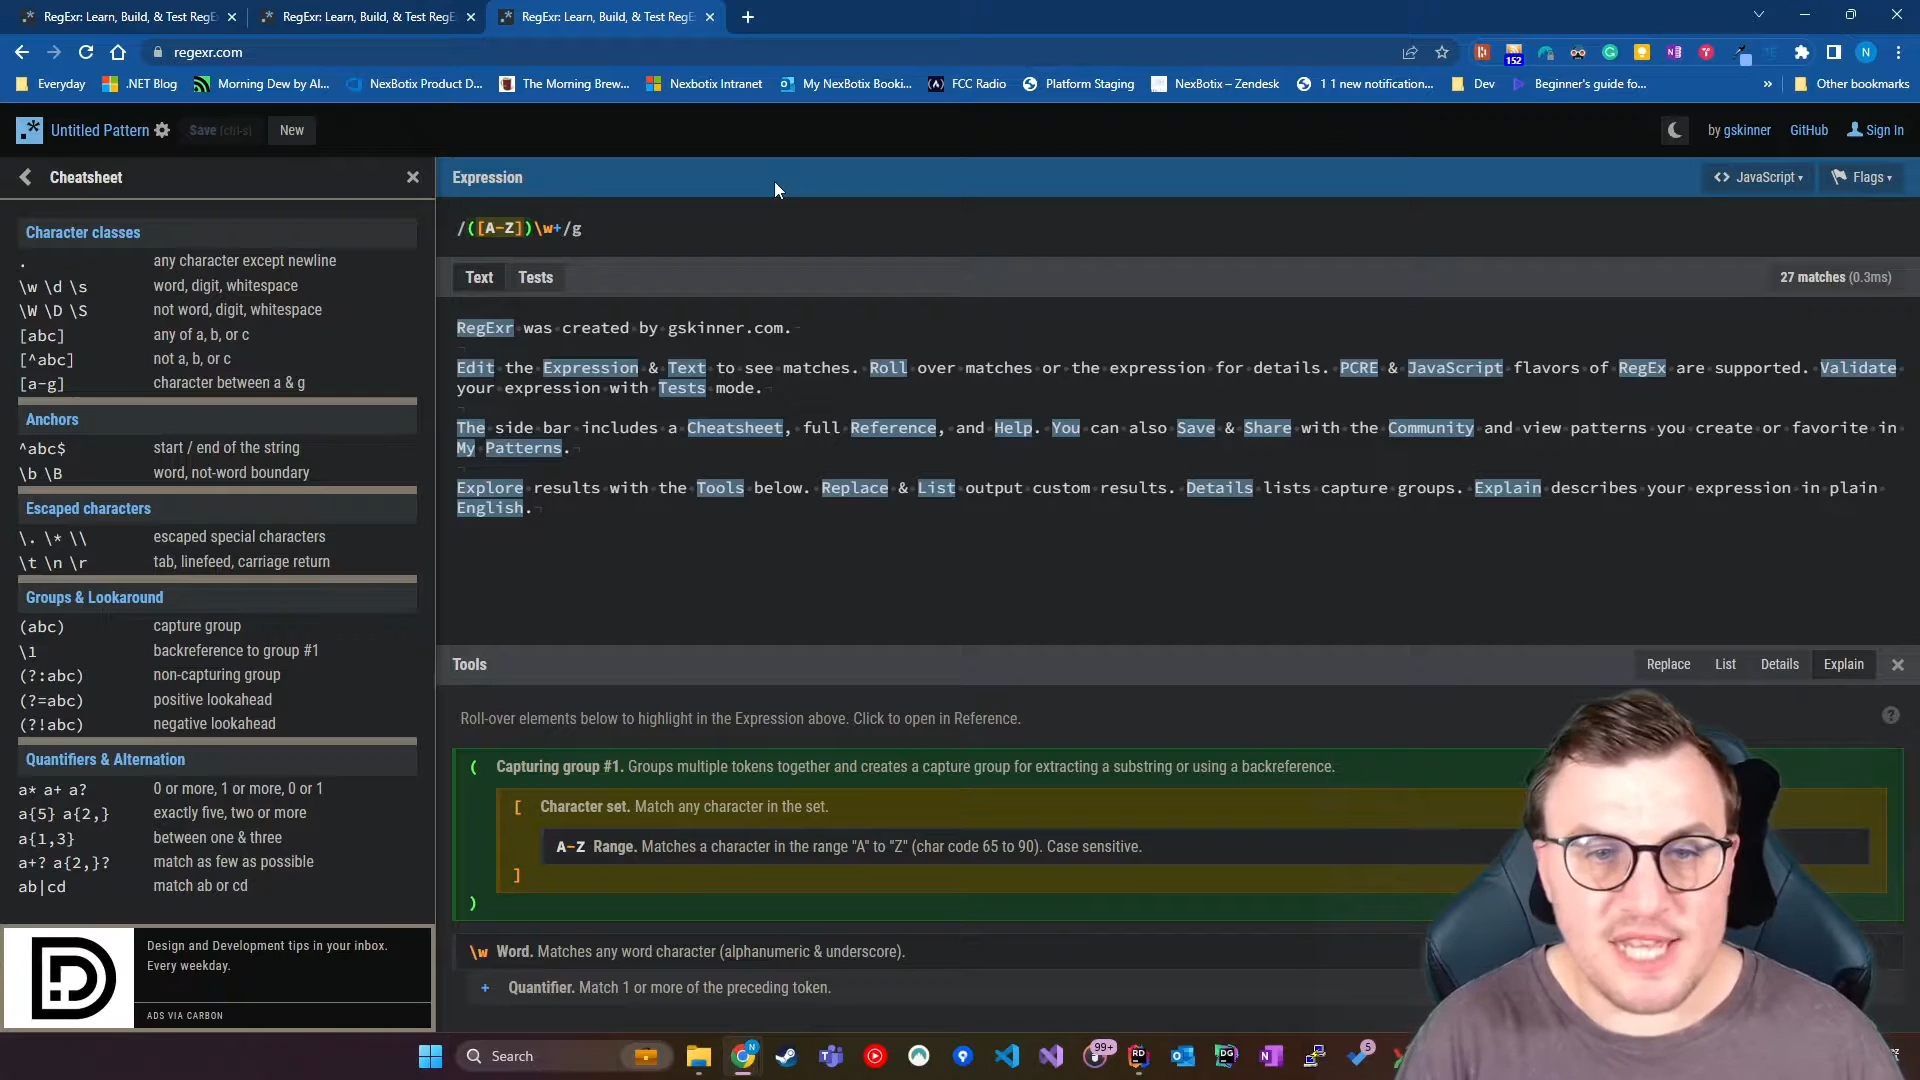 RegExr: Learn, Build, & Test RegE
RegExr: Learn, Build, & Test RegE
RegExr: Learn, Build, & Test RegE
regexr.com
152
N
Everyday
.NET Blog
Morning Dew by Al...
NexBotix Product D...
The Morning Brew...
Nexbotix Intranet
My NexBotix Booki...
FCC Radio
Platform Staging
NexBotix – Zendesk
1 1 new notification...
Dev
Beginner's guide fo...
»
Other bookmarks
.*
Untitled Pattern
Save (ctrl-s)
New
by gskinner
GitHub
Sign In
Cheatsheet
Character classes
. any character except newline
\w \d \s word, digit, whitespace
\W \D \S not word, digit, whitespace
[abc] any of a, b, or c
[^abc] not a, b, or c
[a-g] character between a & g
Anchors
^abc$ start / end of the string
\b \B word, not-word boundary
Escaped characters
\. \* \\ escaped special characters
\t \n \r tab, linefeed, carriage return
Groups & Lookaround
(abc) capture group
\1 backreference to group #1
(?:abc) non-capturing group
(?=abc) positive lookahead
(?!abc) negative lookahead
Quantifiers & Alternation
a* a+ a? 0 or more, 1 or more, 0 or 1
a{5} a{2,} exactly five, two or more
a{1,3} between one & three
a+? a{2,}? match as few as possible
ab|cd match ab or cd
Design and Development tips in your inbox.
Every weekday.
ADS VIA CARBON
Expression
<> JavaScript
Flags
/([A-Z])\w+/g
Text
Tests
27 matches (0.3ms)
RegExr was created by gskinner.com.
Edit the Expression & Text to see matches. Roll over matches or the expression for details. PCRE & JavaScript flavors of RegEx are supported. Validate
your expression with Tests mode.
The side bar includes a Cheatsheet, full Reference, and Help. You can also Save & Share with the Community and view patterns you create or favorite in
My Patterns.
Explore results with the Tools below. Replace & List output custom results. Details lists capture groups. Explain describes your expression in plain
English.
Tools
Replace
List
Details
Explain
Roll-over elements below to highlight in the Expression above. Click to open in Reference.
?
( Capturing group #1. Groups multiple tokens together and creates a capture group for extracting a substring or using a backreference.
[ Character set. Match any character in the set.
A-Z Range. Matches a character in the range "A" to "Z" (char code 65 to 90). Case sensitive.
]
)
\w Word. Matches any word character (alphanumeric & underscore).
+ Quantifier. Match 1 or more of the preceding token.
Search
N
99+
RD
DG
N
5